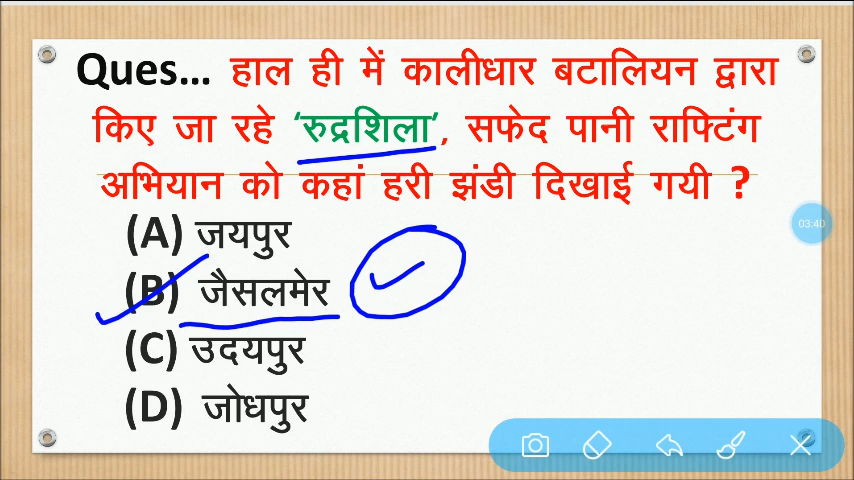 Ques... हाल ही में कालीधार बटालियन द्वारा
किए जा रहे ‘रुद्रशिला’, सफेद पानी राफ्टिंग
अभियान को कहां हरी झंडी दिखाई गयी ?
(A) जयपुर
03:40
(B) जैसलमेर
(C) उदयपुर
(D) जोधपुर